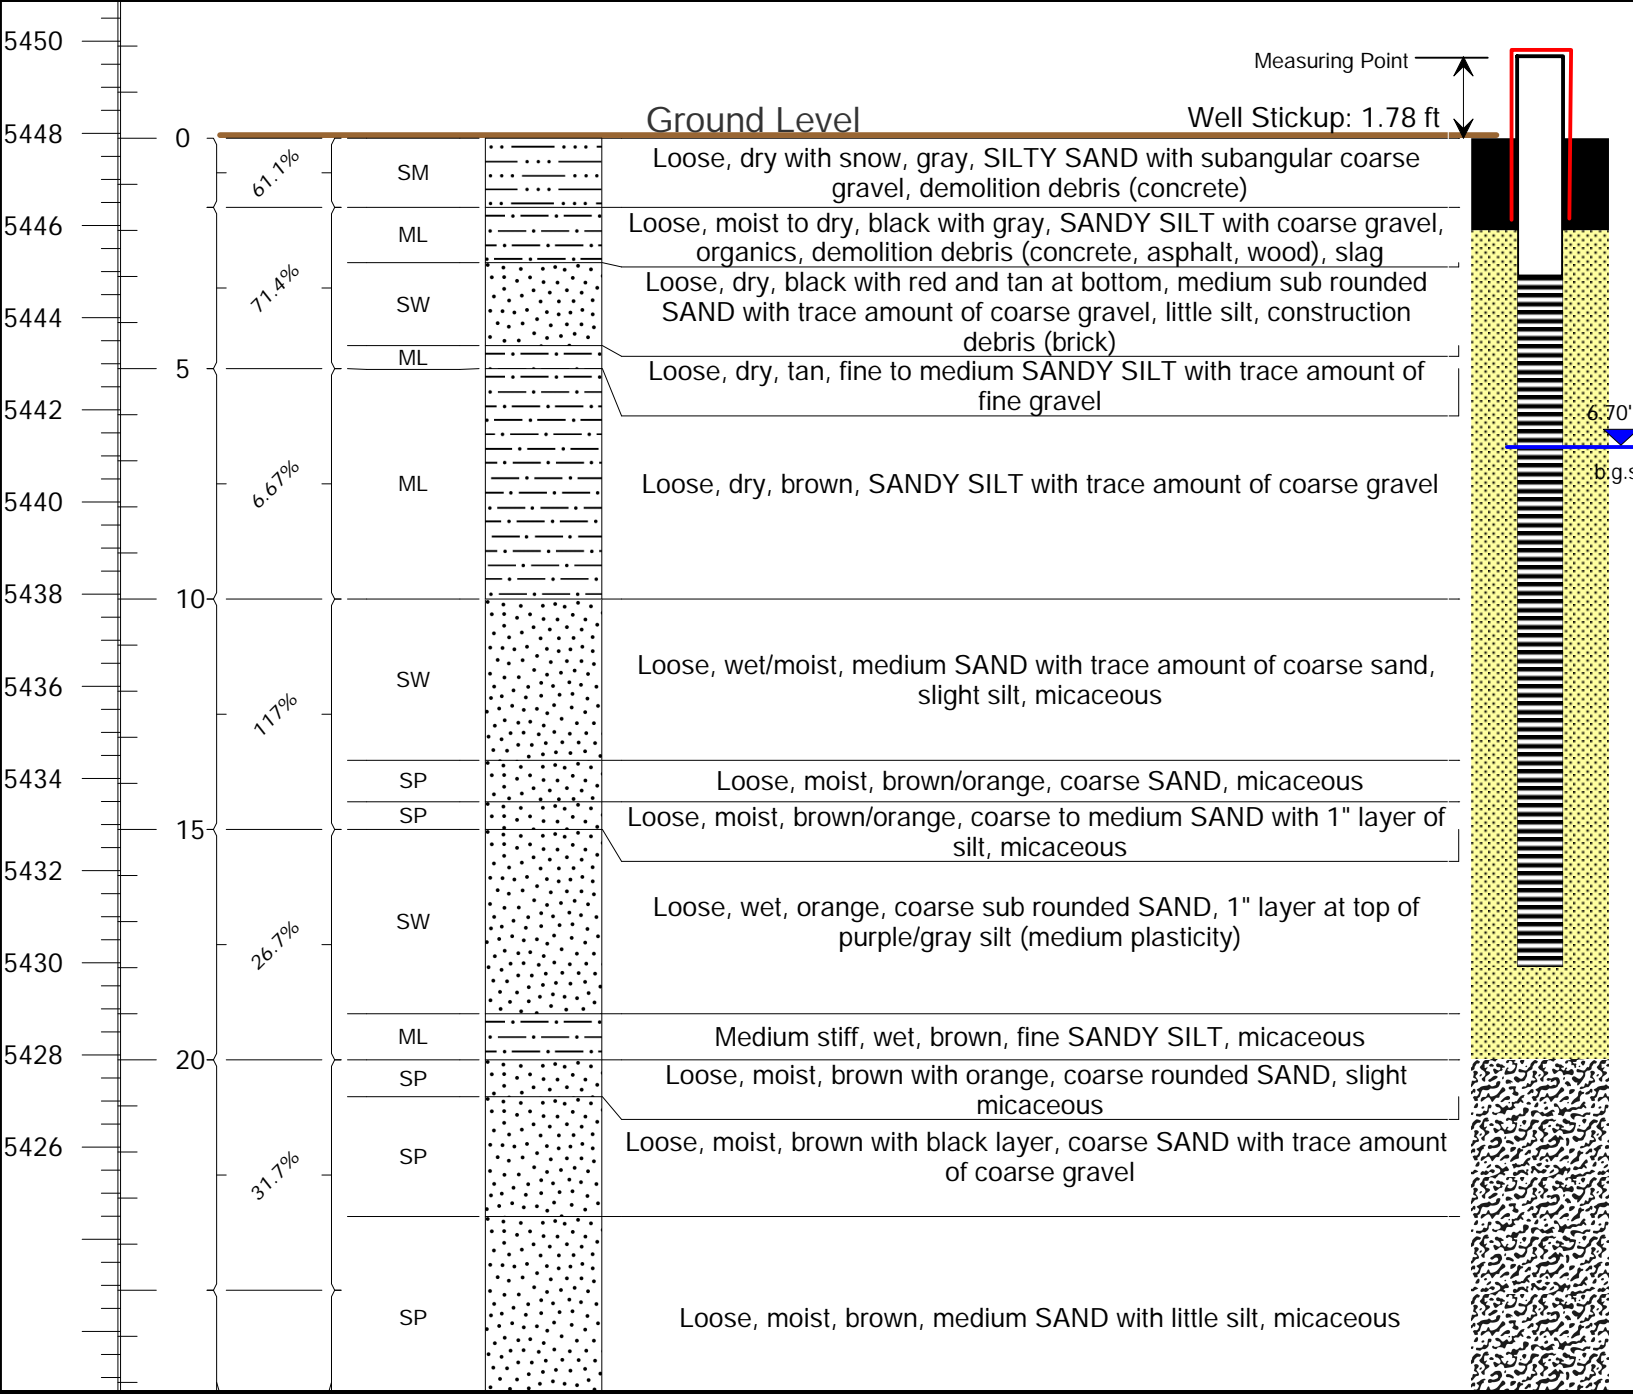 5450
Measuring Point
Ground Level
Well Stickup: 1.78 ft
5448
0
61.1%
SM
Loose, dry with snow, gray, SILTY SAND with subangular coarse
gravel, demolition debris (concrete)
5446
ML
Loose, moist to dry, black with gray, SANDY SILT with coarse gravel,
organics, demolition debris (concrete, asphalt, wood), slag
71.4%
SW
Loose, dry, black with red and tan at bottom, medium sub rounded
SAND with trace amount of coarse gravel, little silt, construction
debris (brick)
5444
ML
5
Loose, dry, tan, fine to medium SANDY SILT with trace amount of
fine gravel
5442
6.70'
b.g.s
6.67%
ML
Loose, dry, brown, SANDY SILT with trace amount of coarse gravel
5440
5438
10
5436
117%
SW
Loose, wet/moist, medium SAND with trace amount of coarse sand,
slight silt, micaceous
5434
SP
Loose, moist, brown/orange, coarse SAND, micaceous
SP
Loose, moist, brown/orange, coarse to medium SAND with 1" layer of
silt, micaceous
15
5432
26.7%
SW
Loose, wet, orange, coarse sub rounded SAND, 1" layer at top of
purple/gray silt (medium plasticity)
5430
ML
Medium stiff, wet, brown, fine SANDY SILT, micaceous
5428
20
SP
Loose, moist, brown with orange, coarse rounded SAND, slight
micaceous
5426
31.7%
SP
Loose, moist, brown with black layer, coarse SAND with trace amount
of coarse gravel
SP
Loose, moist, brown, medium SAND with little silt, micaceous